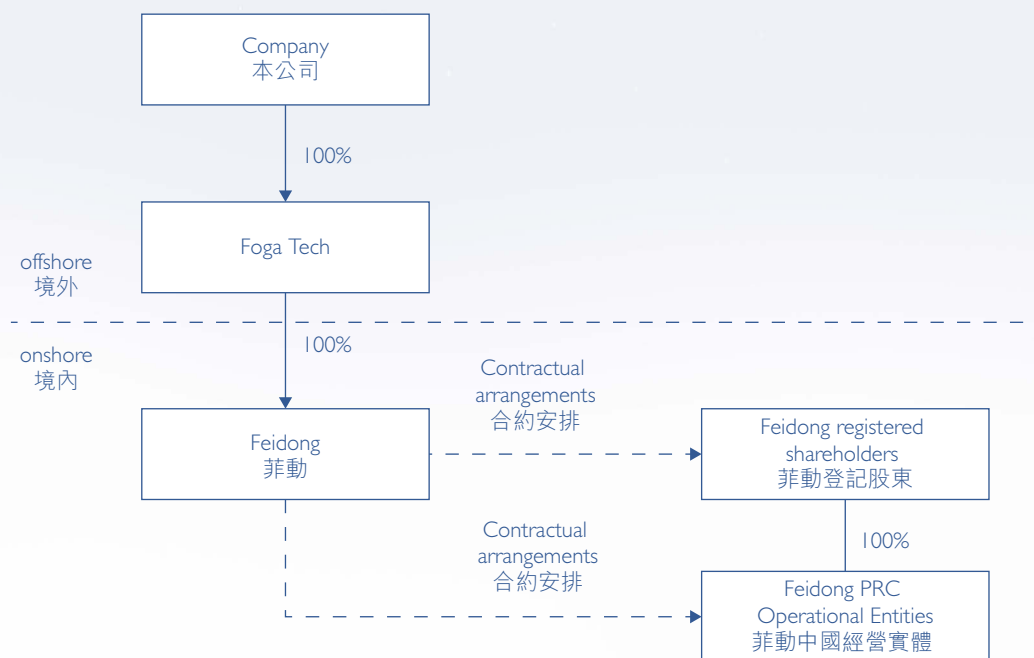 Company
本公司
100%
Foga Tech
offshore
境外
onshore
境內
100%
Contractual
arrangements
合約安排
Feidong
菲動
Feidong registered
shareholders
菲動登記股東
Contractual
arrangements
合約安排
100%
Feidong PRC
Operational Entities
菲動中國經營實體